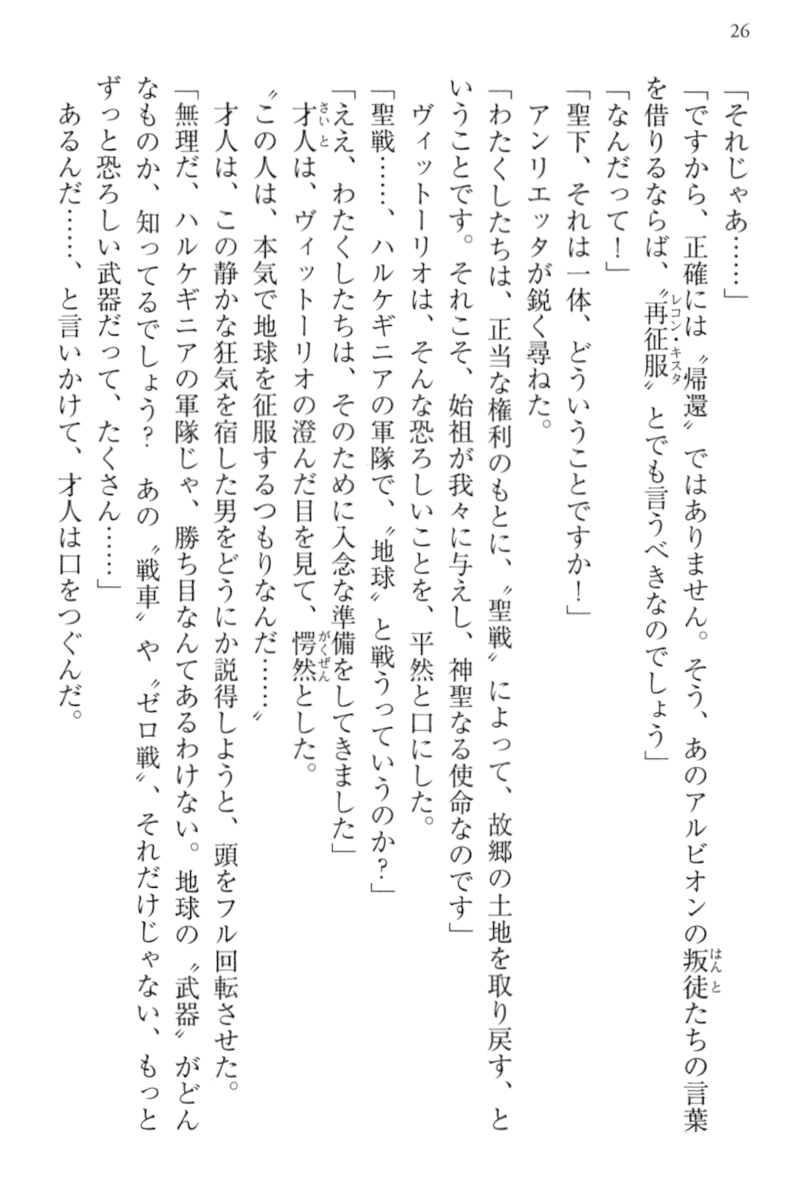 26
「それじゃあ……」
「ですから、正確には〝帰還〟ではありません。そう、あのアルビオンの叛徒たちの言葉
を借りるならば、〝再征服〟とでも言うべきなのでしょう」
「なんだって！」
「聖下、それは一体、どういうことですか！」
アンリエッタが鋭く尋ねた。
「わたくしたちは、正当な権利のもとに、〝聖戦〟によって、故郷の土地を取り戻す、と
いうことです。それこそ、始祖が我々に与えし、神聖なる使命なのです」
ヴィットーリオは、そんな恐ろしいことを、平然と口にした。
「聖戦……、ハルケギニアの軍隊で、〝地球〟と戦うっていうのか？」
「ええ、わたくしたちは、そのために入念な準備をしてきました」
才人は、ヴィットーリオの澄んだ目を見て、愕然とした。
〝この人は、本気で地球を征服するつもりなんだ……〟
才人は、この静かな狂気を宿した男をどうにか説得しようと、頭をフル回転させた。
「無理だ、ハルケギニアの軍隊じゃ、勝ち目なんてあるわけない。地球の〝武器〟がどん
なものか、知ってるでしょう？　あの〝戦車〟や〝ゼロ戦〟、それだけじゃない、もっと
ずっと恐ろしい武器だって、たくさん……」
あるんだ……、と言いかけて、才人は口をつぐんだ。
レコン・キスタ
はんと
さいと
がくぜん